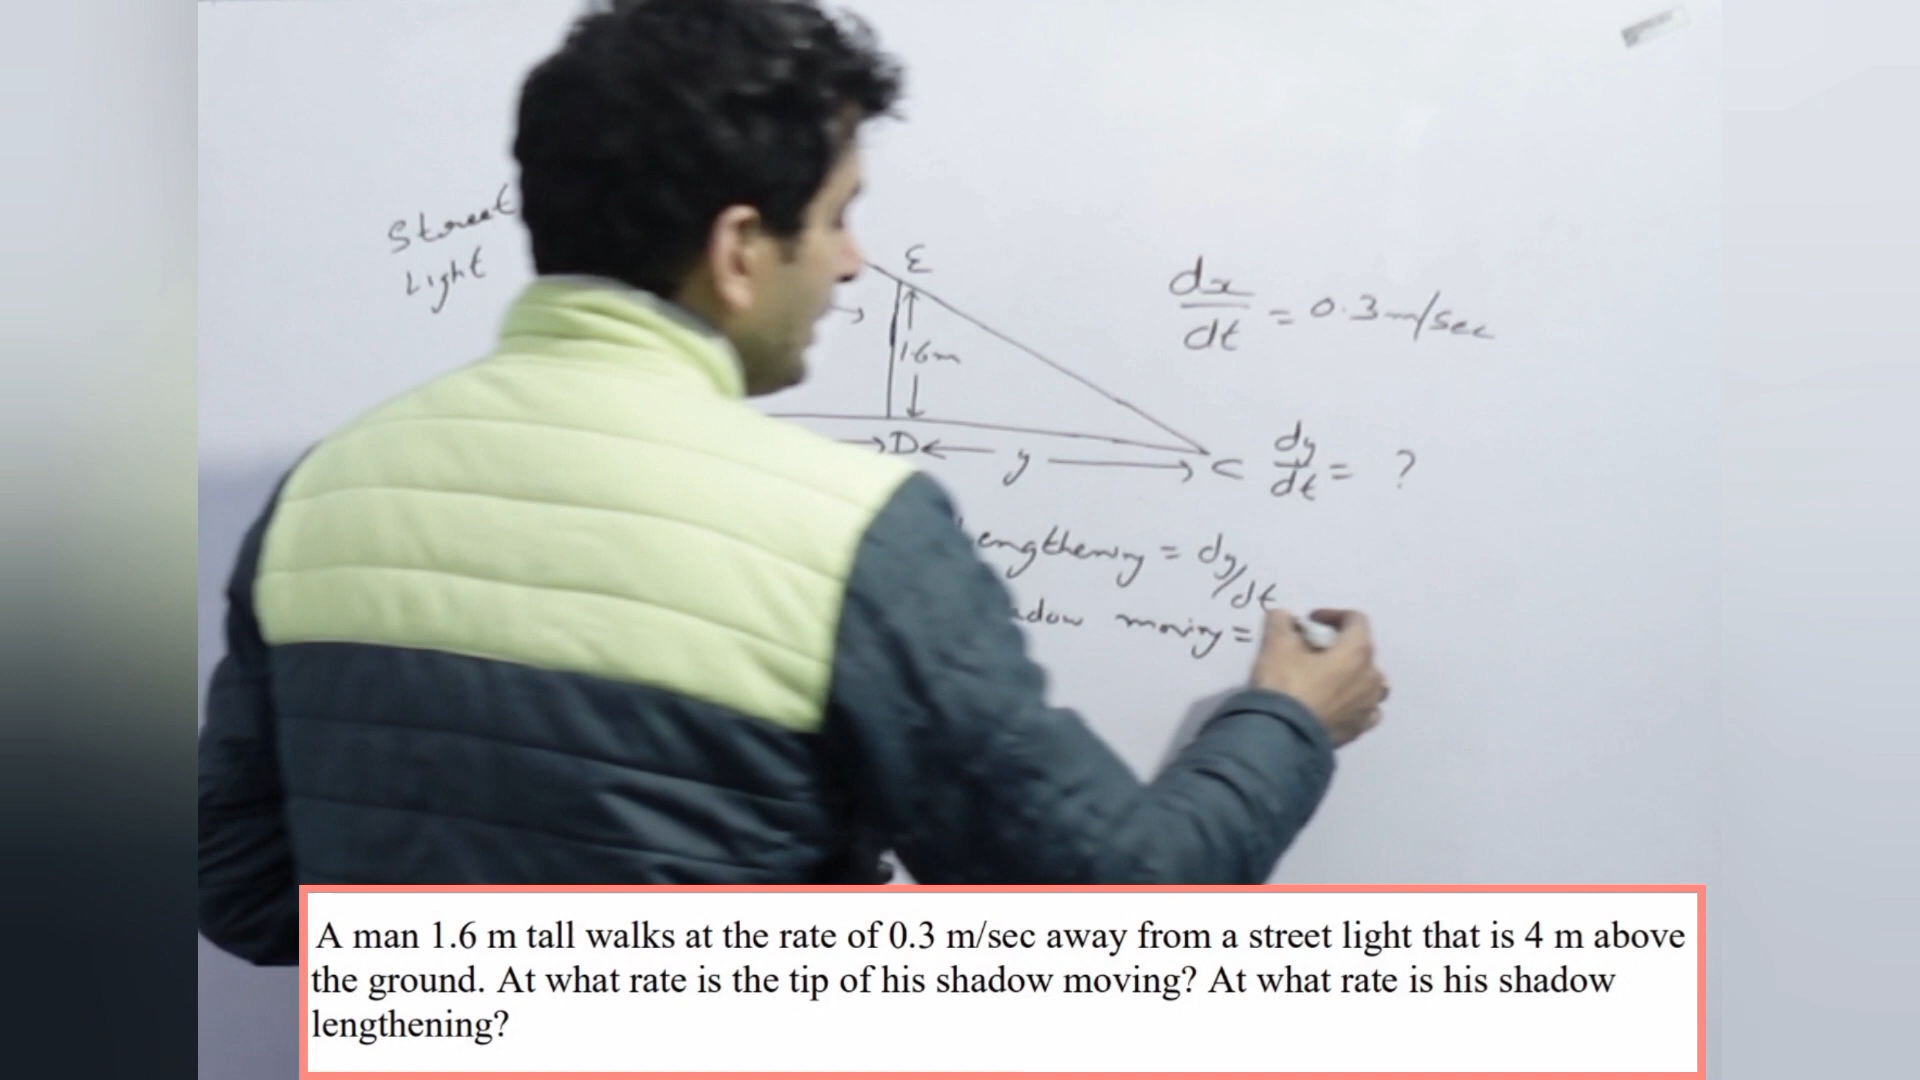 Street
Light
E
1.6m
D
y
C
dx/dt = 0.3m/sec
dy/dt = ?
engthening = dy/dt
adow moving =
A man 1.6 m tall walks at the rate of 0.3 m/sec away from a street light that is 4 m above
the ground. At what rate is the tip of his shadow moving? At what rate is his shadow
lengthening?